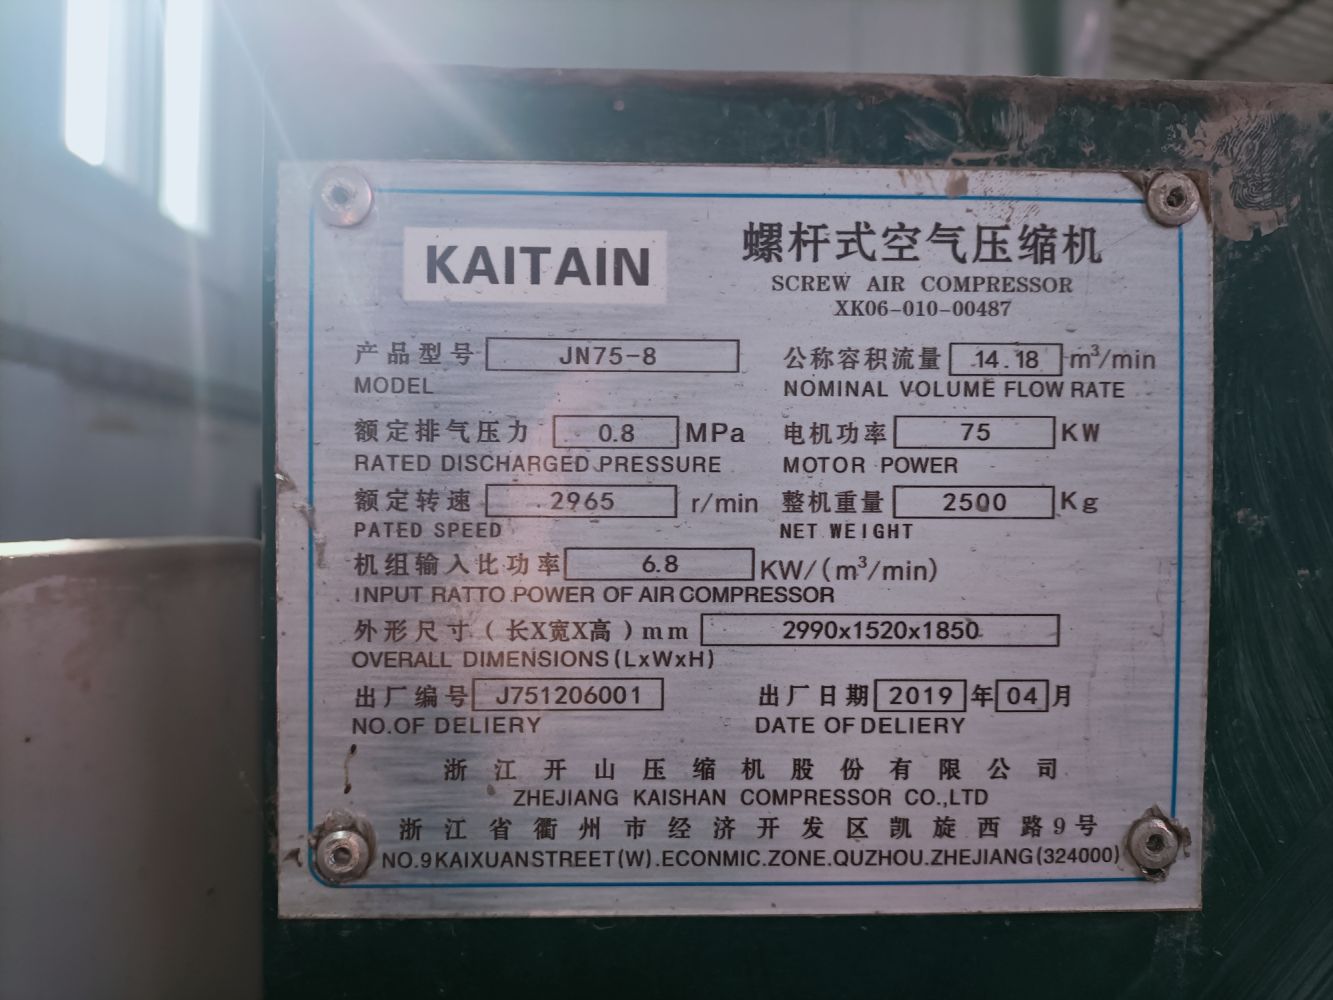 KAITAIN
螺杆式空气压缩机
SCREW AIR COMPRESSOR
XK06-010-00487
产品型号 JN75-8 公称容积流量 14.18 m³/min
MODEL NOMINAL VOLUME FLOW RATE
额定排气压力 0.8 MPa 电机功率 75 KW
RATED DISCHARGED.PRESSURE MOTOR POWER
额定转速 2965 r/min 整机重量 2500 Kg
PATED SPEED NET WEIGHT
机组输入比功率 6.8 KW/(m³/min)
INPUT RATTO POWER OF AIR COMPRESSOR
外形尺寸(长X宽X高)mm 2990x1520x1850
OVERALL DIMENSIONS(LxWxH)
出厂编号 J751206001 出厂日期 2019 年 04 月
NO.OF DELIERY DATE OF DELIERY
浙江开山压缩机股份有限公司
ZHEJIANG KAISHAN COMPRESSOR CO.,LTD
浙江省衢州市经济开发区凯旋西路9号
NO.9KAIXUANSTREET(W).ECONMIC.ZONE.QUZHOU.ZHEJIANG(324000)